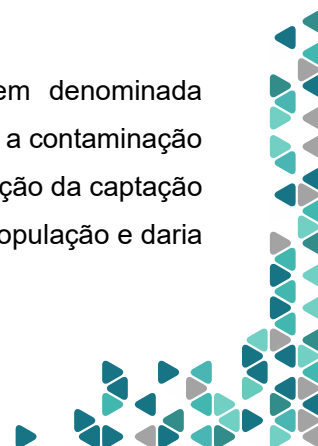 em denominada
a contaminação
ção da captação
opulação e daria